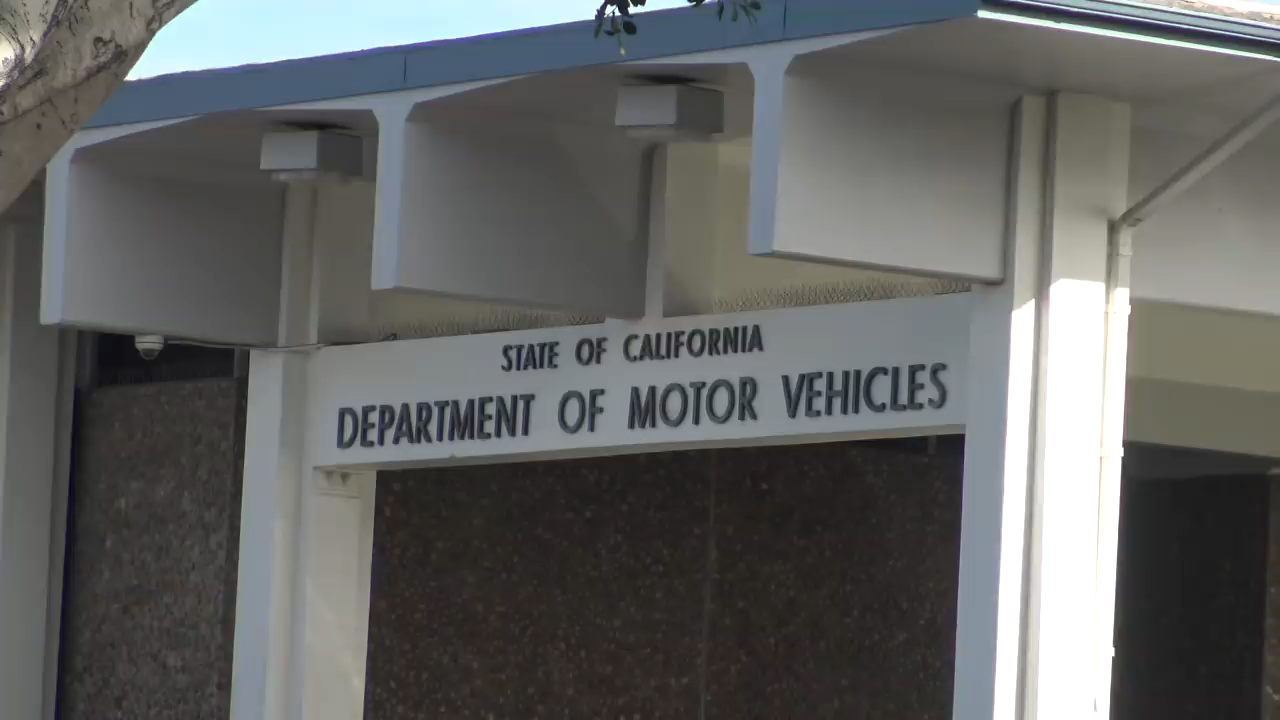 STATE OF CALIFORNIA
DEPARTMENT OF MOTOR VEHICLES